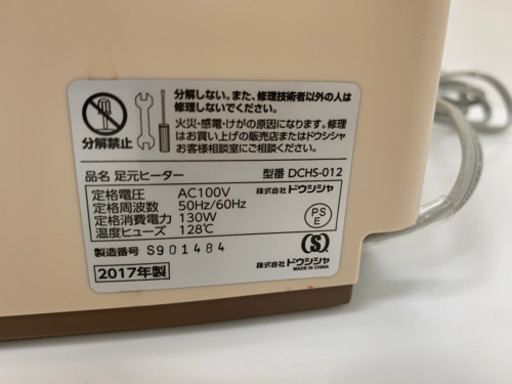 分解しない。また、修理技術者以外の人は
修理しないでください。
火災・感電・けがの原因になります。修理
はお買い上げの販売店またはドウシシャ
お客様相談室にご相談ください。
分解禁止
品名 足元ヒーター 型番 DCHS-012
定格電圧 AC100V
定格周波数 50Hz/60Hz
定格消費電力 130W
温度ヒューズ 128℃
株式会社ドウシシャ
PS
E
製造番号 S901484
2017年製
S
株式会社ドウシシャ
MADE IN CHINA